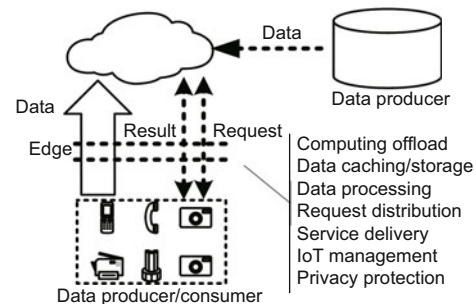 Data
Data producer
Data
Result
Request
Edge
Computing offload
Data caching/storage
Data processing
Request distribution
Service delivery
IoT management
Privacy protection
Data producer/consumer